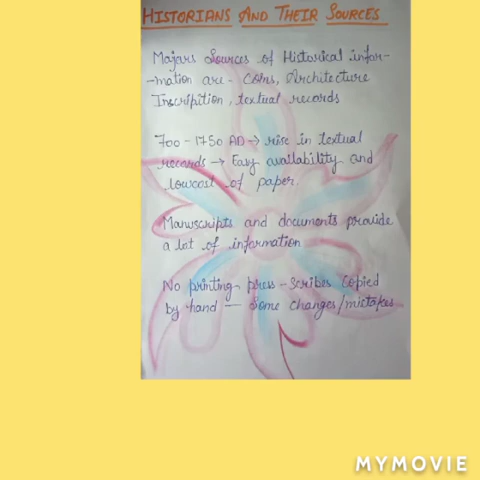 HISTORIANS AND THEIR SOURCES
Majars Sources of Historical infor-
-mation are - Coins, Architecture
Inscripition, textual records
700 - 1750 AD → rise in textual
records → Easy availability and
lowcost of paper.
Manuscripts and documents provide
a lot of information
No printing press - Scribes Copied
by hand — Some changes/mistakes
MYMOVIE